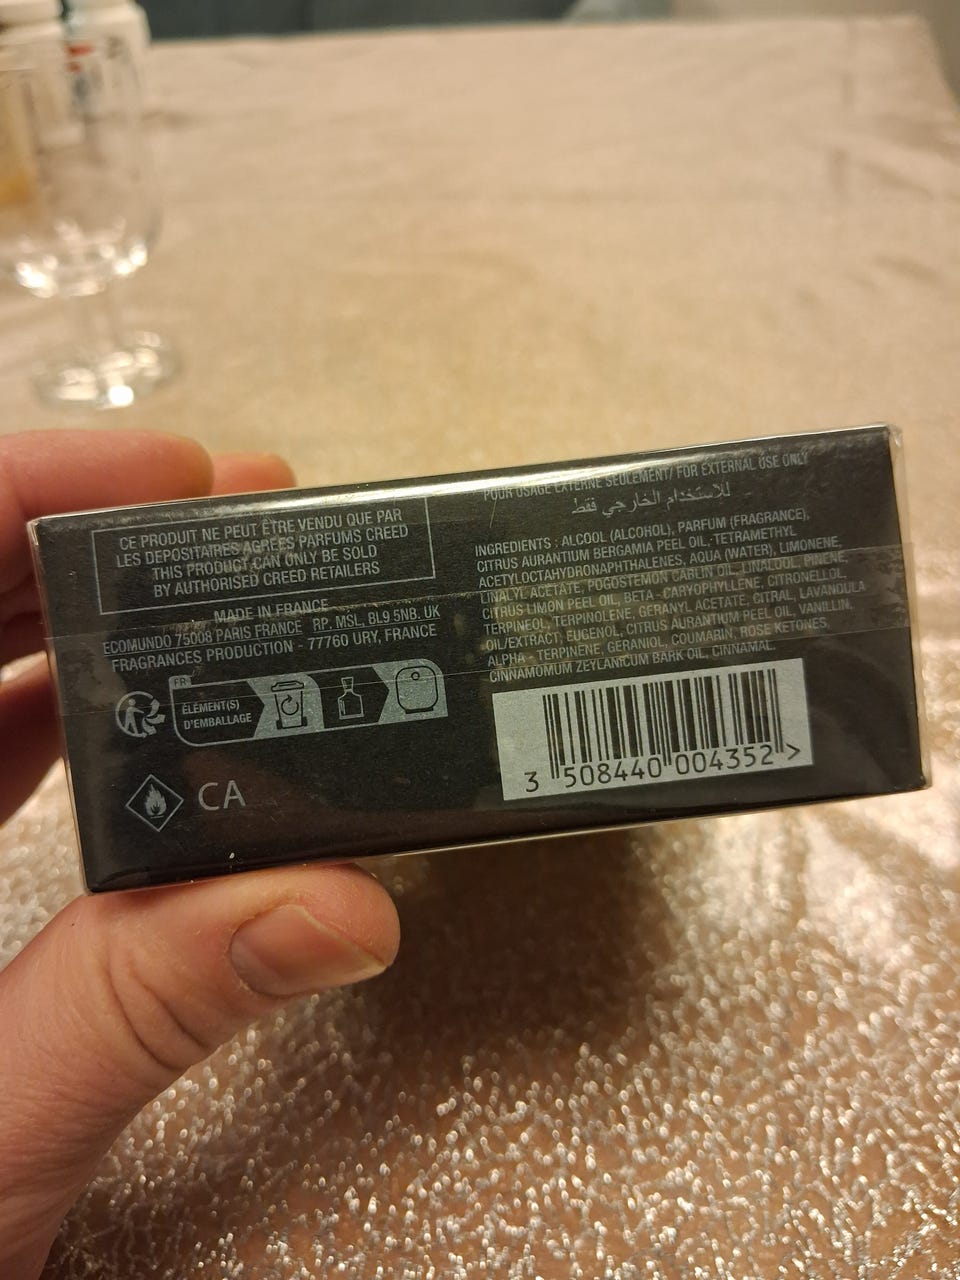 CE PRODUIT NE PEUT ÊTRE VENDU QUE PAR
LES DEPOSITAIRES AGREES PARFUMS CREED
THIS PRODUCT CAN ONLY BE SOLD
BY AUTHORISED CREED RETAILERS
MADE IN FRANCE
ECOMUNDO 75008 PARIS FRANCE RP. MSL, BL9 5NB. UK
FRAGRANCES PRODUCTION - 77760 URY, FRANCE
FR
ÉLÉMENT(S)
D'EMBALLAGE
CA
POUR USAGE EXTERNE SEULEMENT/ FOR EXTERNAL USE ONLY
للاستخدام الخارجي فقط
INGREDIENTS : ALCOOL (ALCOHOL), PARFUM (FRAGRANCE),
CITRUS AURANTIUM BERGAMIA PEEL OIL, TETRAMETHYL
ACETYLOCTAHYDRONAPHTHALENES, AQUA (WATER), LIMONENE,
LINALYL ACETATE, POGOSTEMON CABLIN OIL, LINALOOL, PINENE,
CITRUS LIMON PEEL OIL, BETA - CARYOPHYLLENE, CITRONELLOL,
TERPINEOL, TERPINOLENE, GERANYL ACETATE, CITRAL, LAVANDULA
OIL/EXTRACT, EUGENOL, CITRUS AURANTIUM PEEL OIL, VANILLIN,
ALPHA - TERPINENE, GERANIOL, COUMARIN, ROSE KETONES,
CINNAMOMUM ZEYLANICUM BARK OIL, CINNAMAL.
3 508440 004352 >